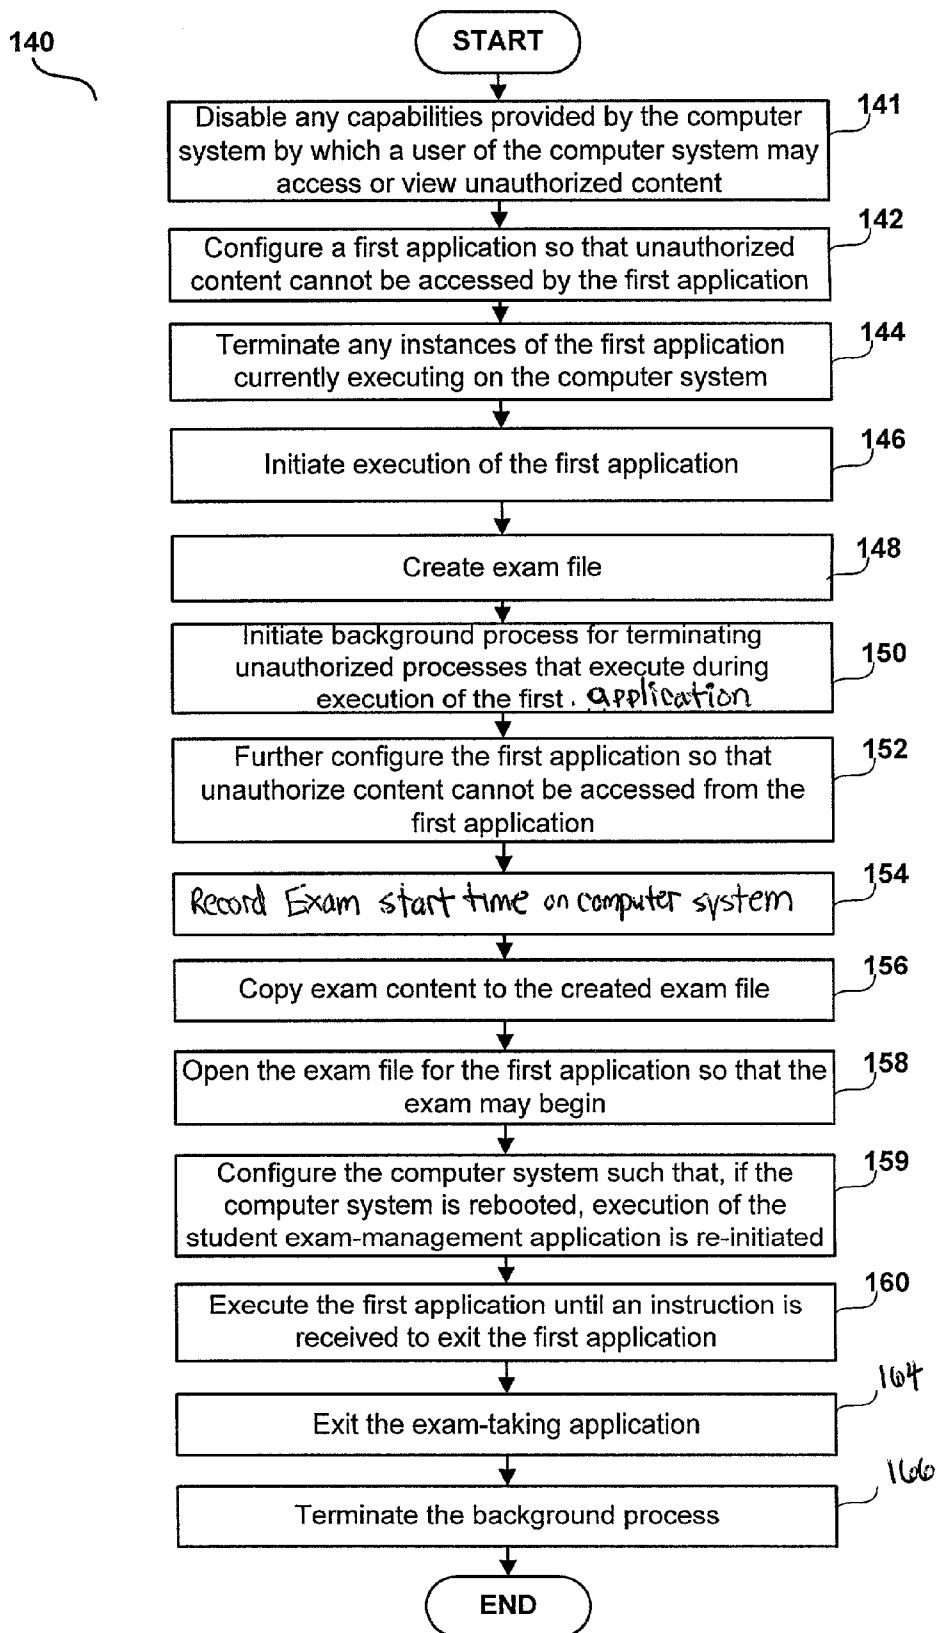 140
START
141
Disable any capabilities provided by the computer
system by which a user of the computer system may
access or view unauthorized content
142
Configure a first application so that unauthorized
content cannot be accessed by the first application
144
Terminate any instances of the first application
currently executing on the computer system
146
Initiate execution of the first application
148
Create exam file
150
Initiate background process for terminating
unauthorized processes that execute during
execution of the first. application
152
Further configure the first application so that
unauthorize content cannot be accessed from the
first application
154
Record Exam start time on computer system
156
Copy exam content to the created exam file
158
Open the exam file for the first application so that the
exam may begin
159
Configure the computer system such that, if the
computer system is rebooted, execution of the
student exam-management application is re-initiated
160
Execute the first application until an instruction is
received to exit the first application
164
Exit the exam-taking application
166
Terminate the background process
END